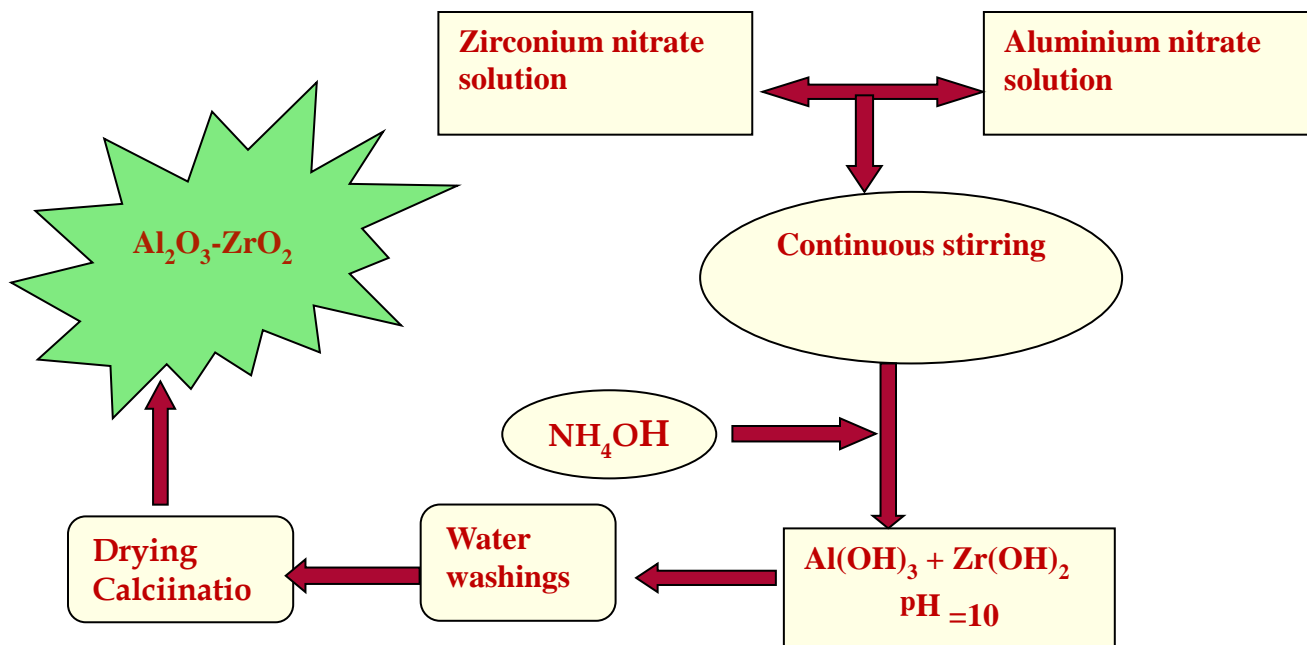 Zirconium nitrate
solution
Aluminium nitrate
solution
Continuous stirring
NH₄OH
Al(OH)₃ + Zr(OH)₂
pH =10
Water
washings
Drying
Calciinatio
Al₂O₃-ZrO₂